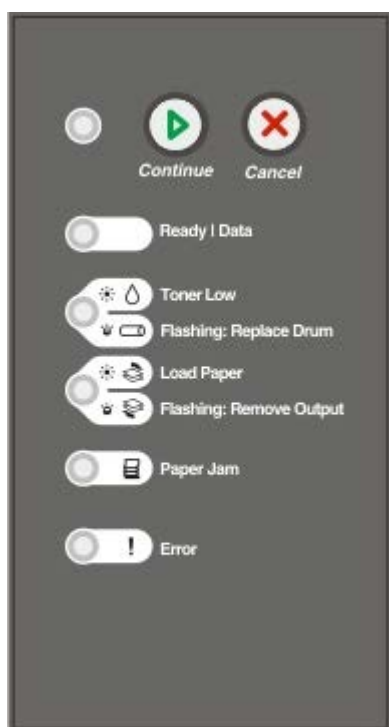 Continue Cancel
Ready | Data
Toner Low
Flashing: Replace Drum
Load Paper
Flashing: Remove Output
Paper Jam
! Error